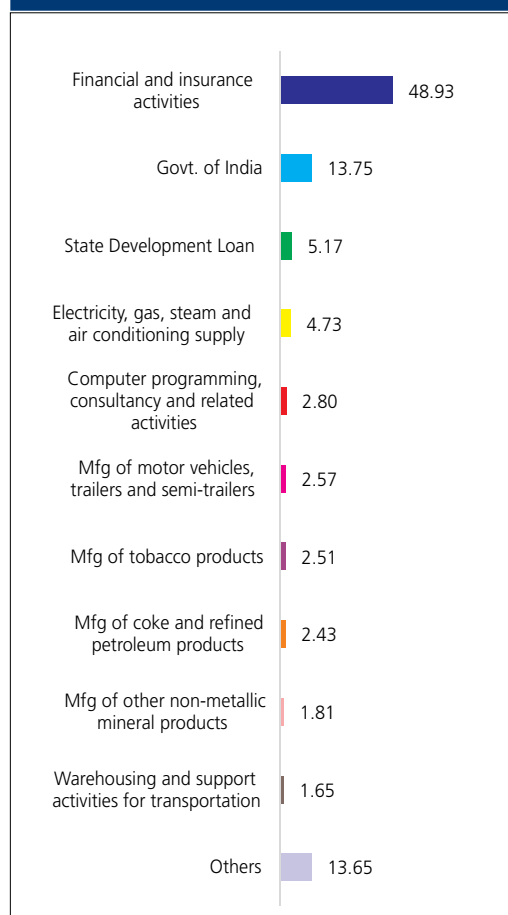 Financial and insurance
activities
48.93
Govt. of India
13.75
State Development Loan
5.17
Electricity, gas, steam and
air conditioning supply
4.73
Computer programming,
consultancy and related
activities
2.80
Mfg of motor vehicles,
trailers and semi-trailers
2.57
Mfg of tobacco products
2.51
Mfg of coke and refined
petroleum products
2.43
Mfg of other non-metallic
mineral products
1.81
Warehousing and support
activities for transportation
1.65
Others
13.65